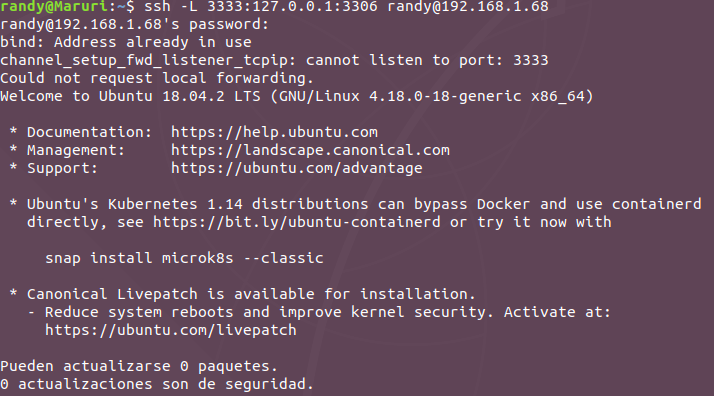 randy@Maruri:~$ ssh -L 3333:127.0.0.1:3306 randy@192.168.1.68
randy@192.168.1.68's password:
bind: Address already in use
channel_setup_fwd_listener_tcpip: cannot listen to port: 3333
Could not request local forwarding.
Welcome to Ubuntu 18.04.2 LTS (GNU/Linux 4.18.0-18-generic x86_64)

 * Documentation:  https://help.ubuntu.com
 * Management:     https://landscape.canonical.com
 * Support:        https://ubuntu.com/advantage

 * Ubuntu's Kubernetes 1.14 distributions can bypass Docker and use containerd
   directly, see https://bit.ly/ubuntu-containerd or try it now with

     snap install microk8s --classic

 * Canonical Livepatch is available for installation.
   - Reduce system reboots and improve kernel security. Activate at:
     https://ubuntu.com/livepatch

Pueden actualizarse 0 paquetes.
0 actualizaciones son de seguridad.